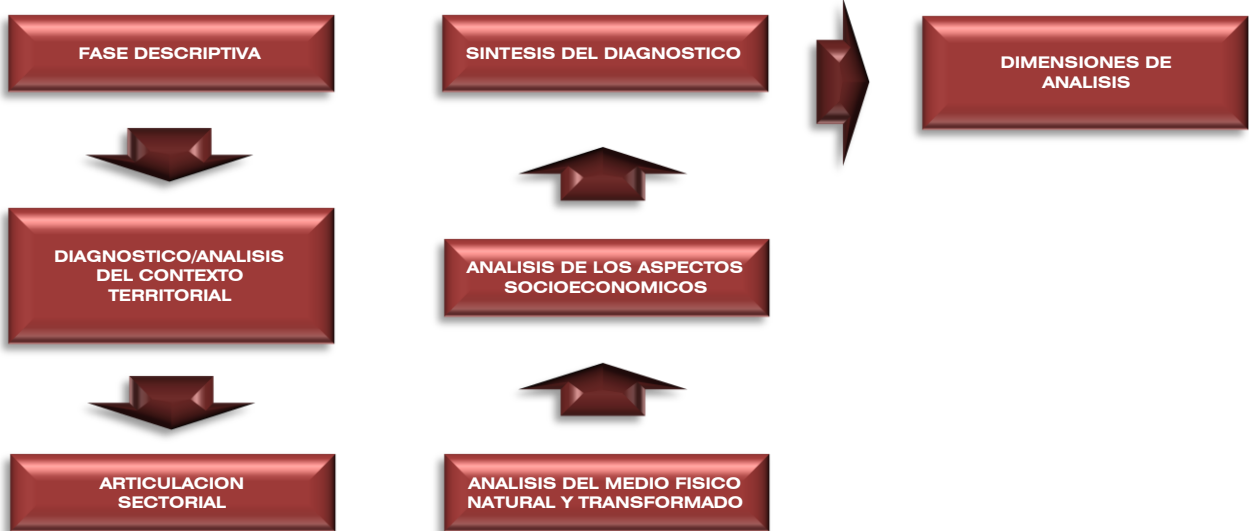 FASE DESCRIPTIVA
DIAGNOSTICO/ANALISIS
DEL CONTEXTO
TERRITORIAL
ARTICULACION
SECTORIAL
ANALISIS DEL MEDIO FISICO
NATURAL Y TRANSFORMADO
ANALISIS DE LOS ASPECTOS
SOCIOECONOMICOS
SINTESIS DEL DIAGNOSTICO
DIMENSIONES DE
ANALISIS